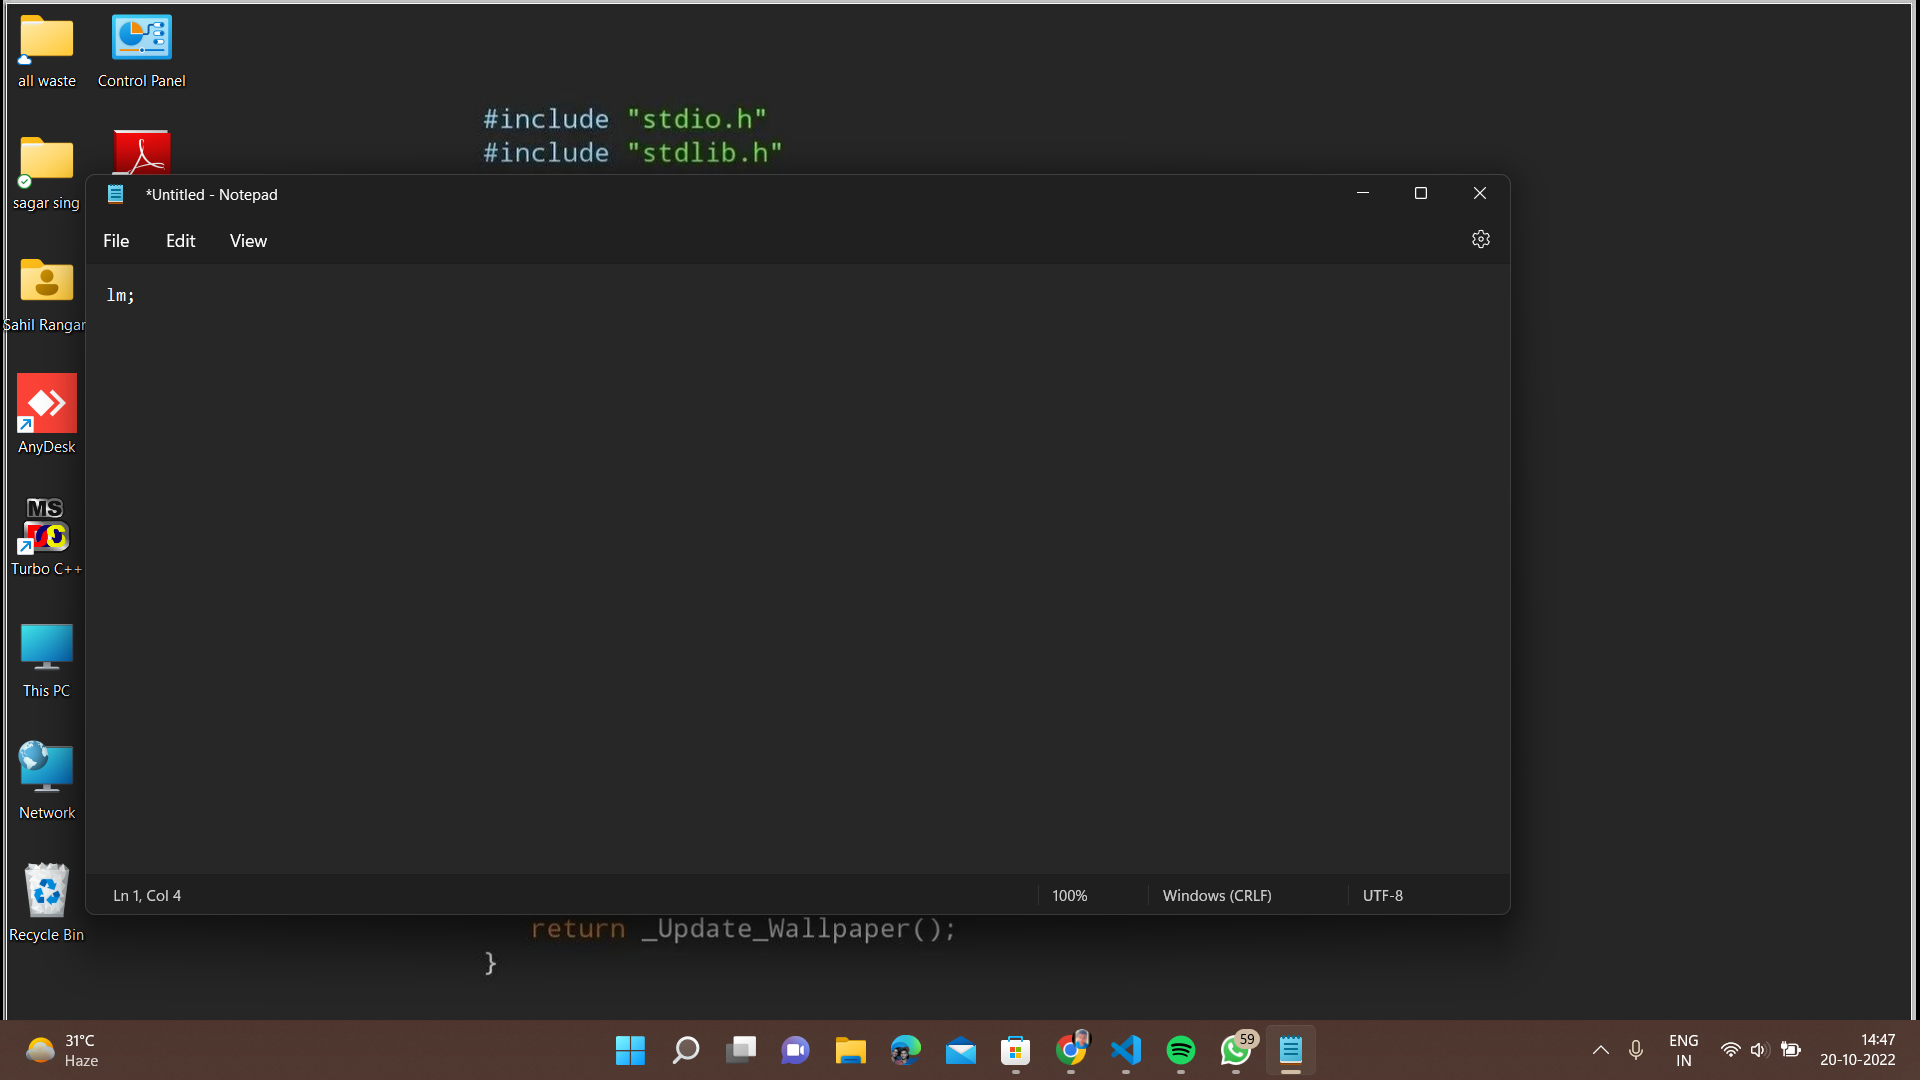 all waste
Control Panel
#include "stdio.h"
#include "stdlib.h"
sagar sing
*Untitled - Notepad
File Edit View
lm;
Sahil Rangar
AnyDesk
MS
Turbo C++
This PC
Network
Recycle Bin
Ln 1, Col 4
100%
Windows (CRLF)
UTF-8
return _Update_Wallpaper();
}
31°C
Haze
59
ENG
IN
14:47
20-10-2022